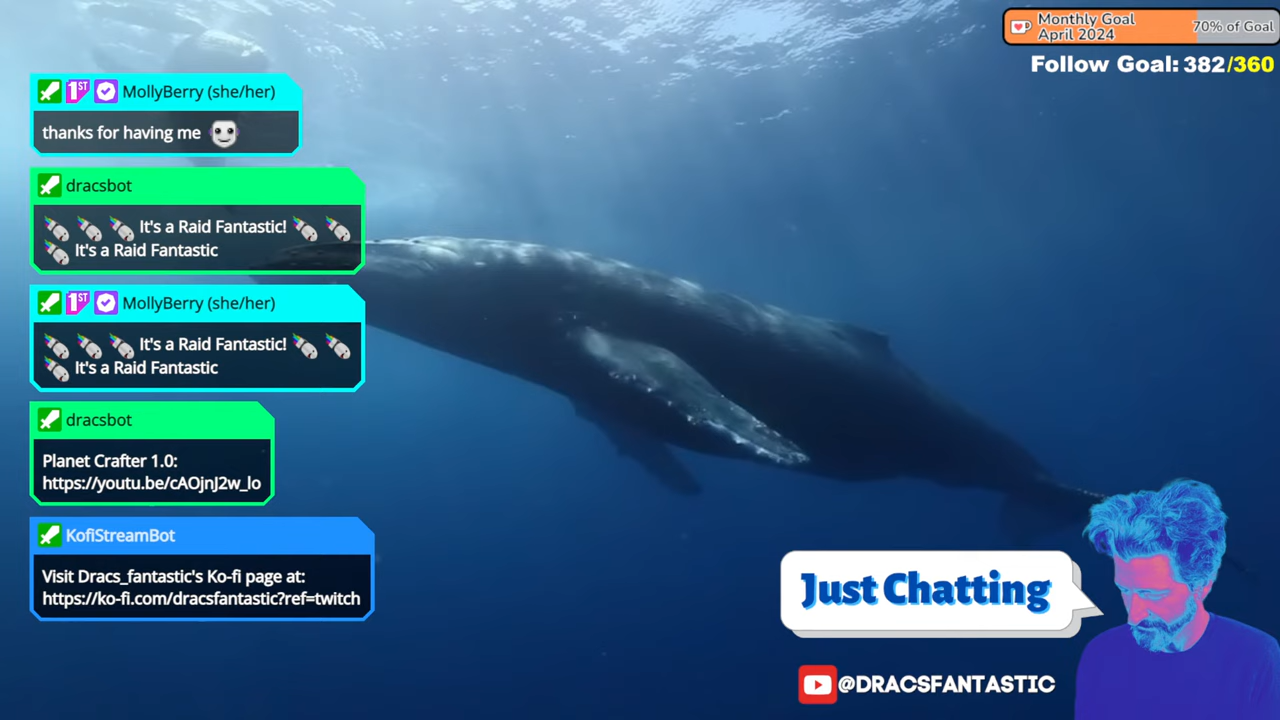 Monthly Goal
April 2024
70% of Goal
Follow Goal: 382/360
1ST MollyBerry (she/her)
thanks for having me
dracsbot
It's a Raid Fantastic!
It's a Raid Fantastic
1ST MollyBerry (she/her)
It's a Raid Fantastic!
It's a Raid Fantastic
dracsbot
Planet Crafter 1.0:
https://youtu.be/cAOjnJ2w_lo
KofiStreamBot
Visit Dracs_fantastic's Ko-fi page at:
https://ko-fi.com/dracsfantastic?ref=twitch
Just Chatting
@DRACSFANTASTIC